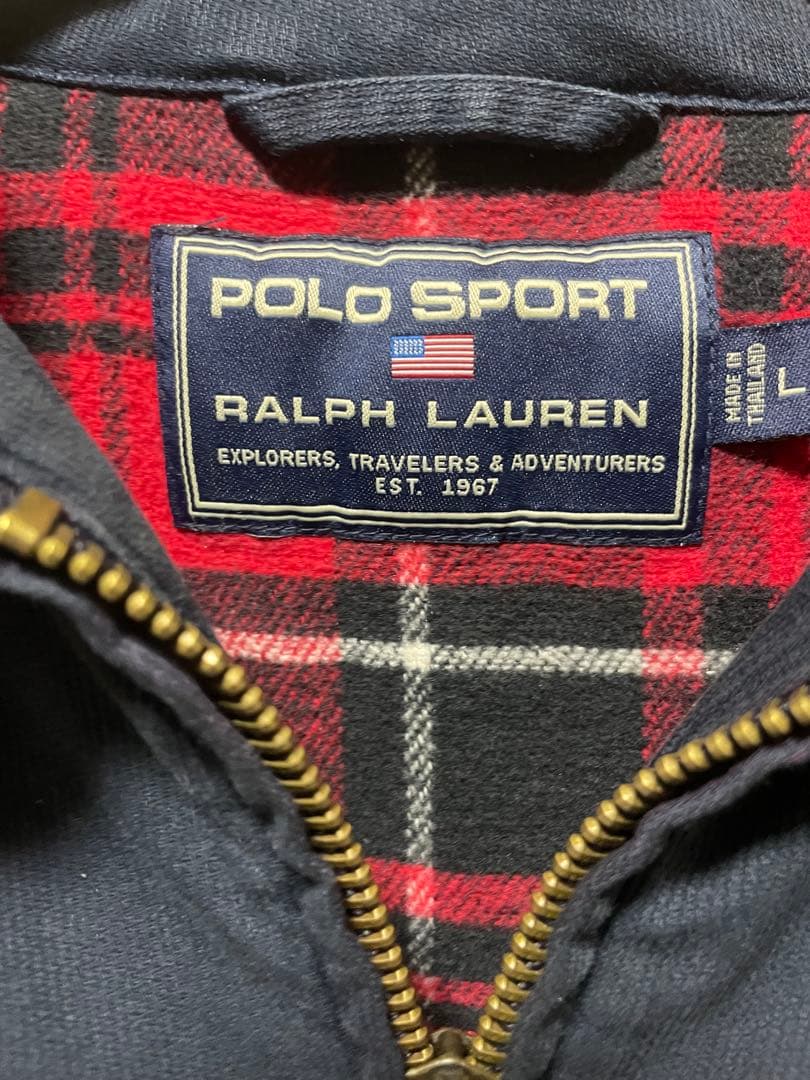 POLO SPORT
RALPH LAUREN
EXPLORERS, TRAVELERS & ADVENTURERS
EST. 1967
MADE IN
THAILAND
L